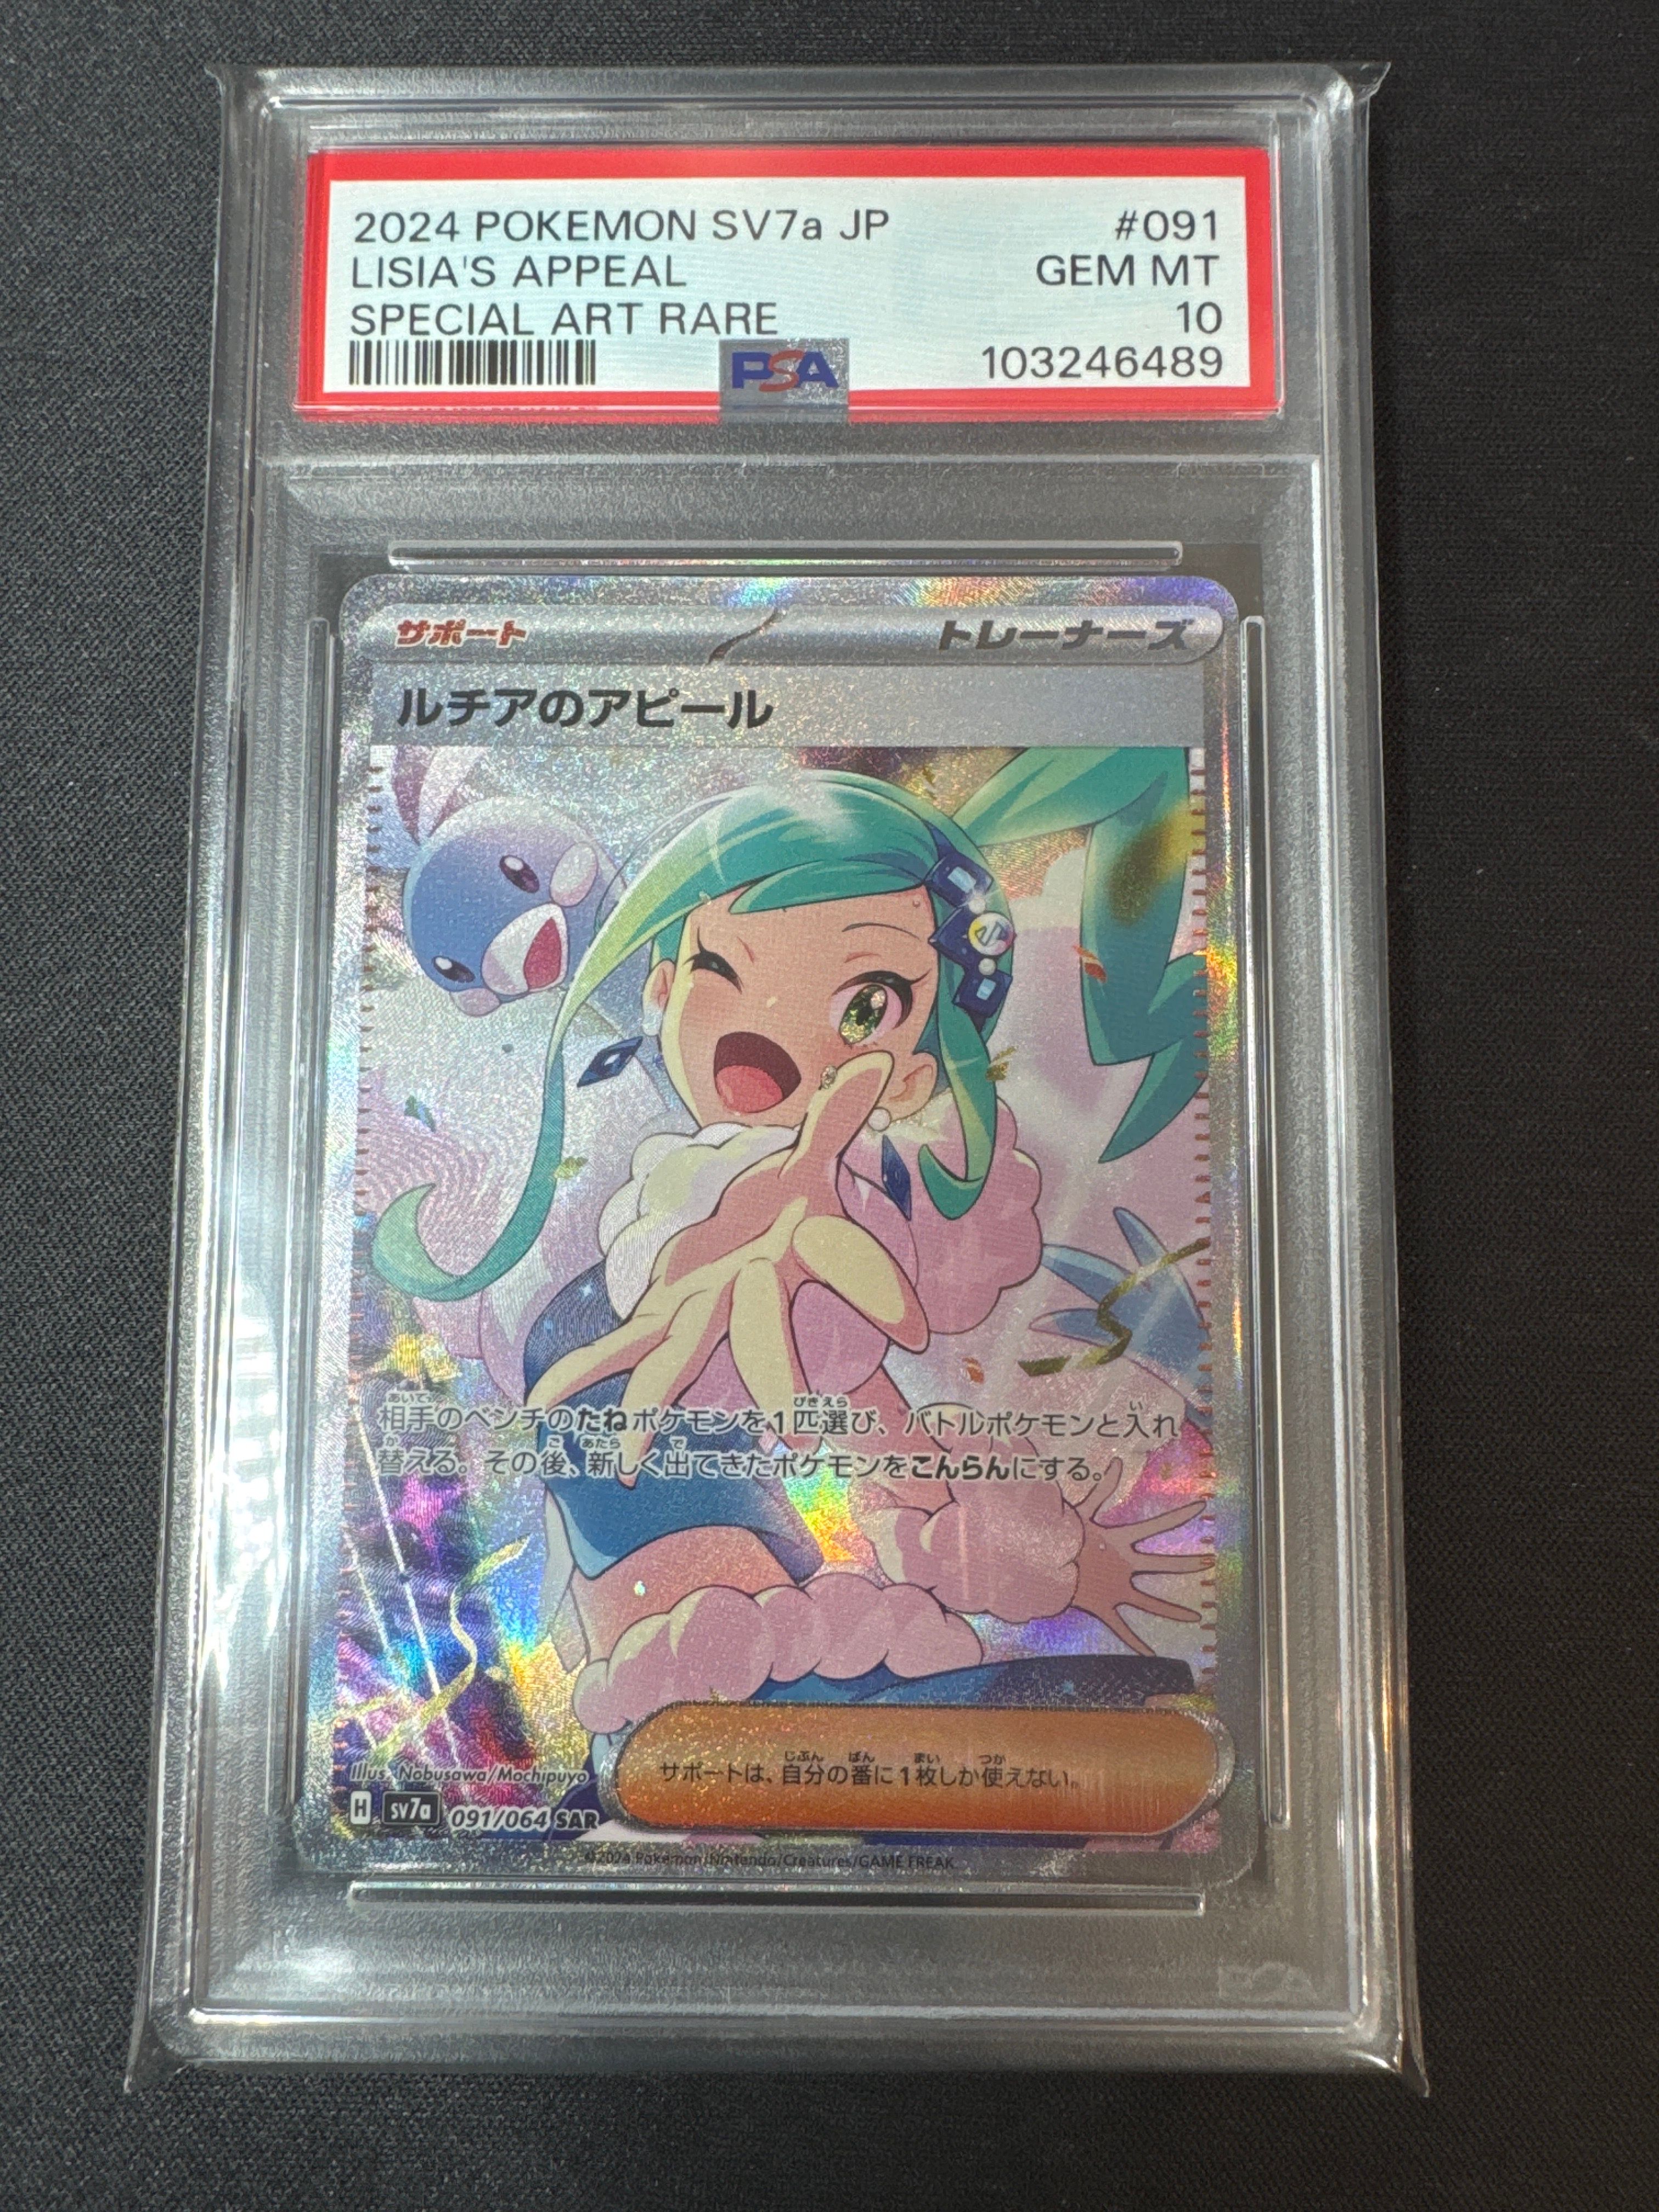 2024 POKEMON SV7a JP #091
LISIA'S APPEAL GEM MT
SPECIAL ART RARE 10
PSA 103246489
サポート トレーナーズ
ルチアのアピール
相手のベンチのたねポケモンを1匹選び、バトルポケモンと入れ
替える。その後、新しく出てきたポケモンをこんらんにする。
サポートは、自分の番に1枚しか使えない。
Illus. Nobusawa/Mochipuyo
H sv7a 091/064 SAR
©2024 Pokémon/Nintendo/Creatures/GAME FREAK